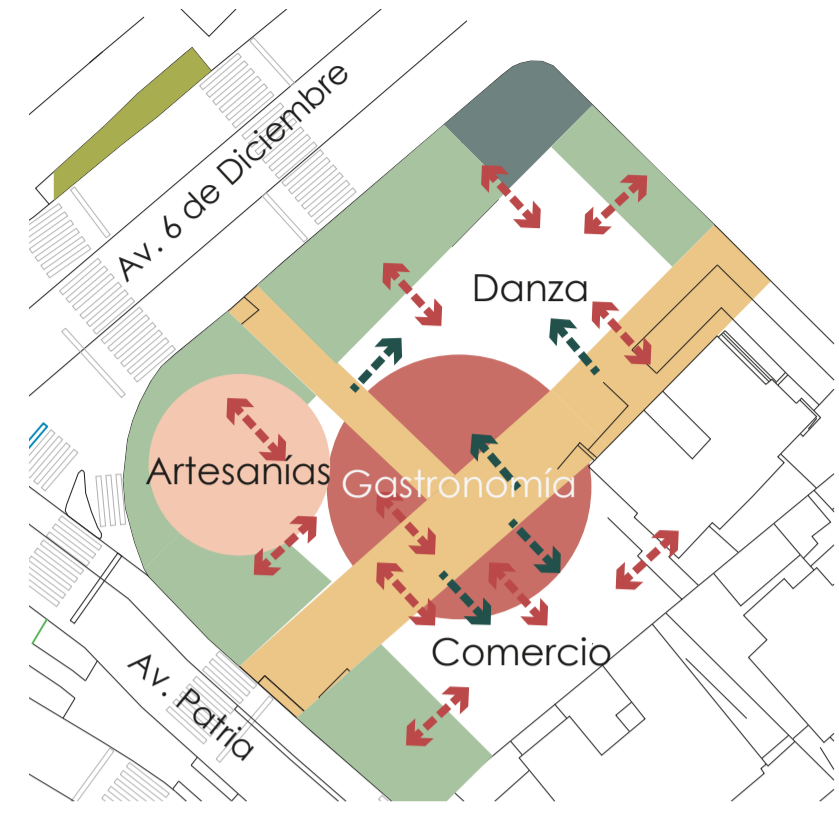 Av. 6 de Diciembre
Danza
Artesanías
Gastronomía
Comercio
Av. Patria